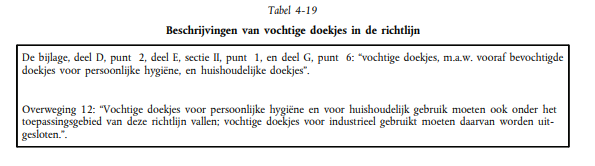 Tabel 4-19
Beschrijvingen van vochtige doekjes in de richtlijn
De bijlage, deel D, punt 2, deel E, sectie II, punt 1, en deel G, punt 6: “vochtige doekjes, m.a.w. vooraf bevochtigde
doekjes voor persoonlijke hygiëne, en huishoudelijke doekjes”.
Overweging 12: “Vochtige doekjes voor persoonlijke hygiëne en voor huishoudelijk gebruik moeten ook onder het
toepassingsgebied van deze richtlijn vallen; vochtige doekjes voor industrieel gebruikt moeten daarvan worden uit-
gesloten.”.